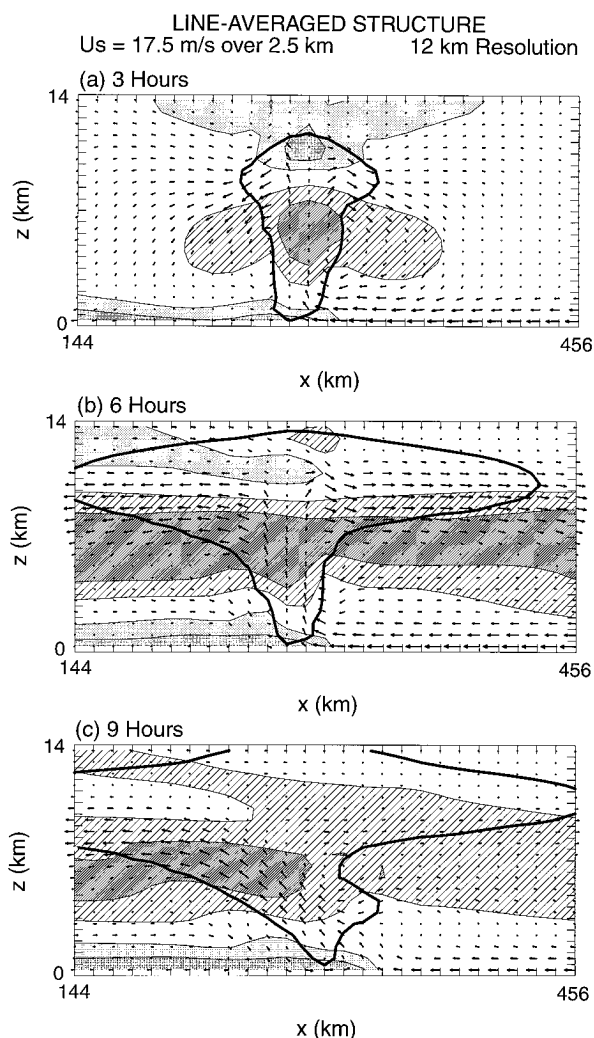 LINE-AVERAGED STRUCTURE
Us = 17.5 m/s over 2.5 km 12 km Resolution
(a) 3 Hours
14
z (km)
0
144 456
x (km)
(b) 6 Hours
14
z (km)
0
144 456
x (km)
(c) 9 Hours
14
z (km)
0
144 456
x (km)